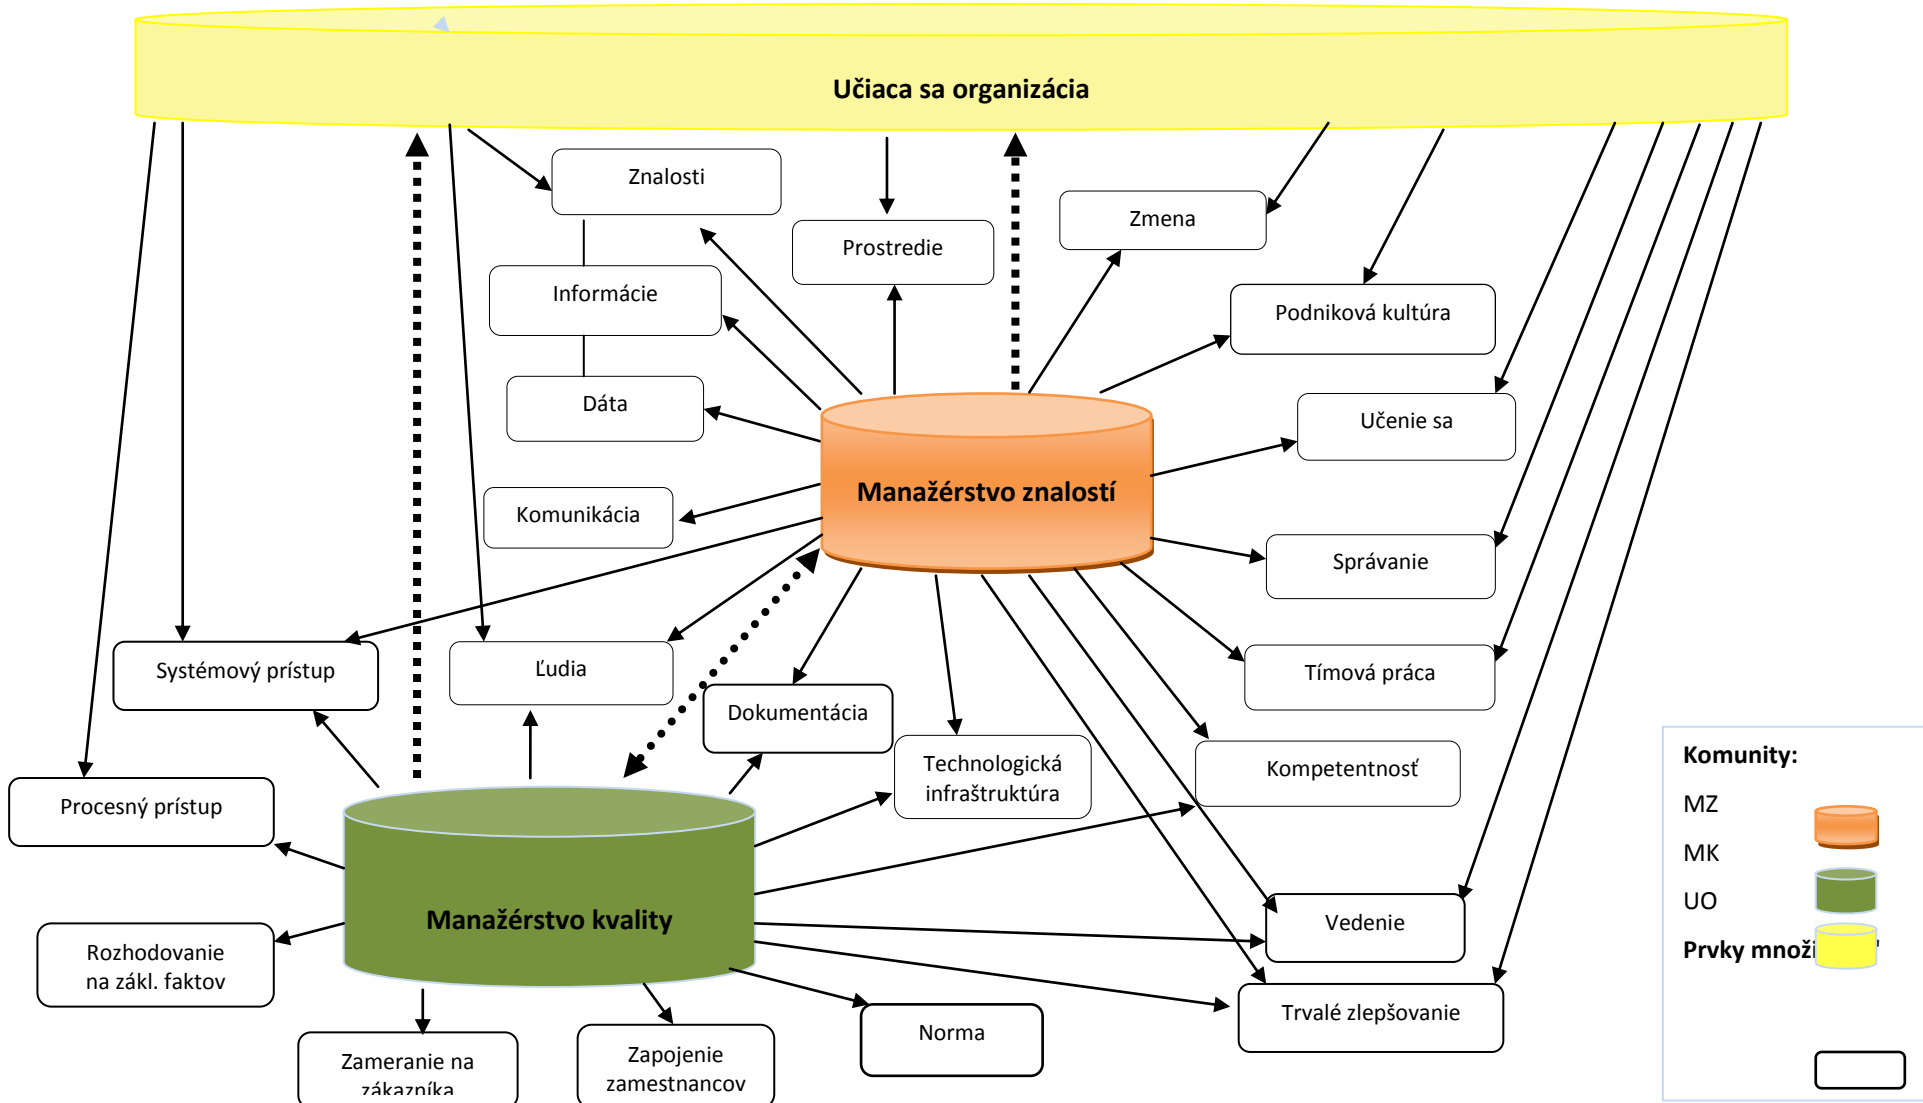 Učiaca sa organizácia
Znalosti
Zmena
Prostredie
Informácie
Podniková kultúra
Dáta
Učenie sa
Manažérstvo znalostí
Komunikácia
Správanie
Systémový prístup
Ľudia
Tímová práca
Dokumentácia
Technologická
infraštruktúra
Kompetentnosť
Procesný prístup
Manažérstvo kvality
Vedenie
Rozhodovanie
na zákl. faktov
Trvalé zlepšovanie
Norma
Zapojenie
zamestnancov
Zameranie na
zákazníka
Komunity:
MZ
MK
UO
Prvky